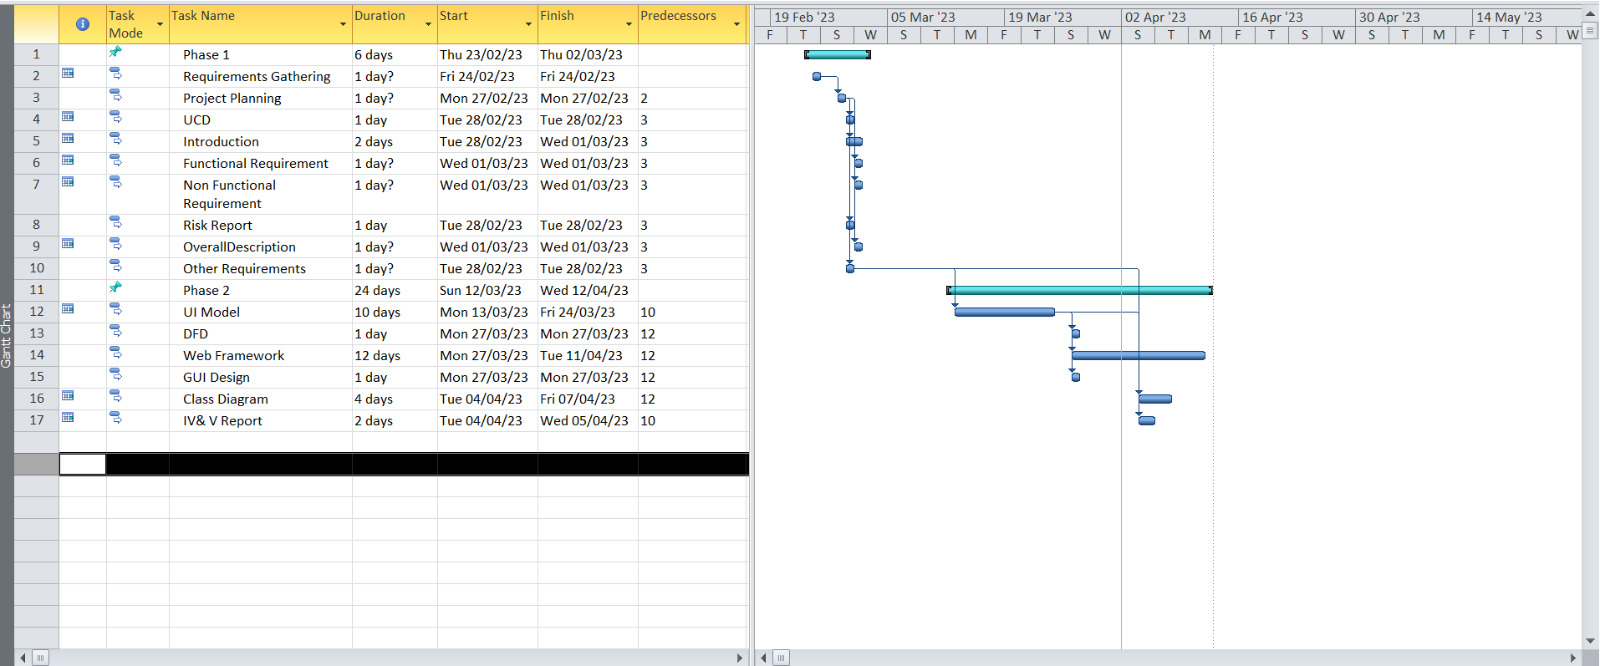 Task Mode Task Name Duration Start Finish Predecessors
19 Feb '23 05 Mar '23 19 Mar '23 02 Apr '23 16 Apr '23 30 Apr '23 14 May '23
F T S W S T M F T S W S T M F T S W S T M F T S W
1 Phase 1 6 days Thu 23/02/23 Thu 02/03/23
2 Requirements Gathering 1 day? Fri 24/02/23 Fri 24/02/23
3 Project Planning 1 day? Mon 27/02/23 Mon 27/02/23 2
4 UCD 1 day Tue 28/02/23 Tue 28/02/23 3
5 Introduction 2 days Tue 28/02/23 Wed 01/03/23 3
6 Functional Requirement 1 day? Wed 01/03/23 Wed 01/03/23 3
7 Non Functional Requirement 1 day? Wed 01/03/23 Wed 01/03/23 3
8 Risk Report 1 day Tue 28/02/23 Tue 28/02/23 3
9 OverallDescription 1 day? Wed 01/03/23 Wed 01/03/23 3
10 Other Requirements 1 day? Tue 28/02/23 Tue 28/02/23 3
11 Phase 2 24 days Sun 12/03/23 Wed 12/04/23
12 UI Model 10 days Mon 13/03/23 Fri 24/03/23 10
13 DFD 1 day Mon 27/03/23 Mon 27/03/23 12
14 Web Framework 12 days Mon 27/03/23 Tue 11/04/23 12
15 GUI Design 1 day Mon 27/03/23 Mon 27/03/23 12
16 Class Diagram 4 days Tue 04/04/23 Fri 07/04/23 12
17 IV& V Report 2 days Tue 04/04/23 Wed 05/04/23 10
Gantt Chart